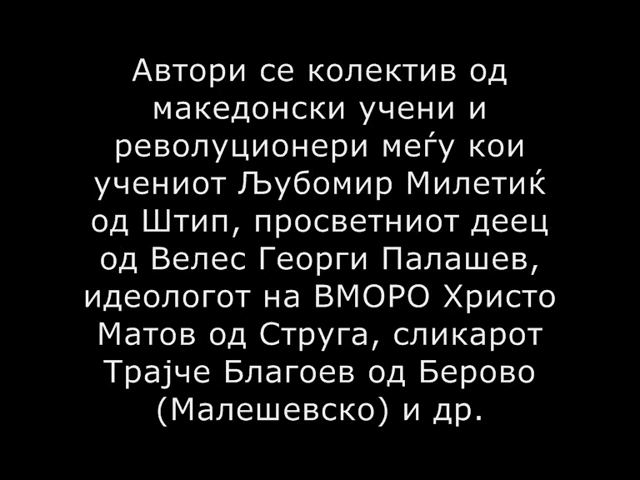 Автори се колектив од
македонски учени и
револуционери меѓу кои
учениот Љубомир Милетиќ
од Штип, просветниот деец
од Велес Георги Палашев,
идеологот на ВМОРО Христо
Матов од Струга, сликарот
Трајче Благоев од Берово
(Малешевско) и др.